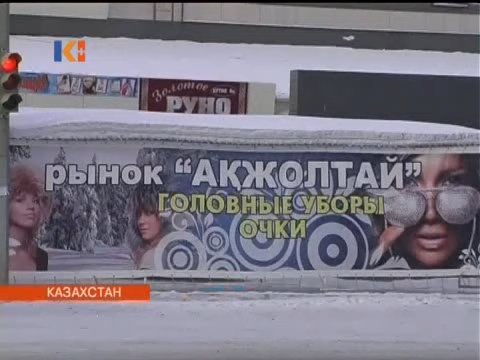 К+
Золотое
РУНО
рынок "АКЖОЛТАЙ"
ГОЛОВНЫЕ УБОРЫ
ОЧКИ
КАЗАХСТАН